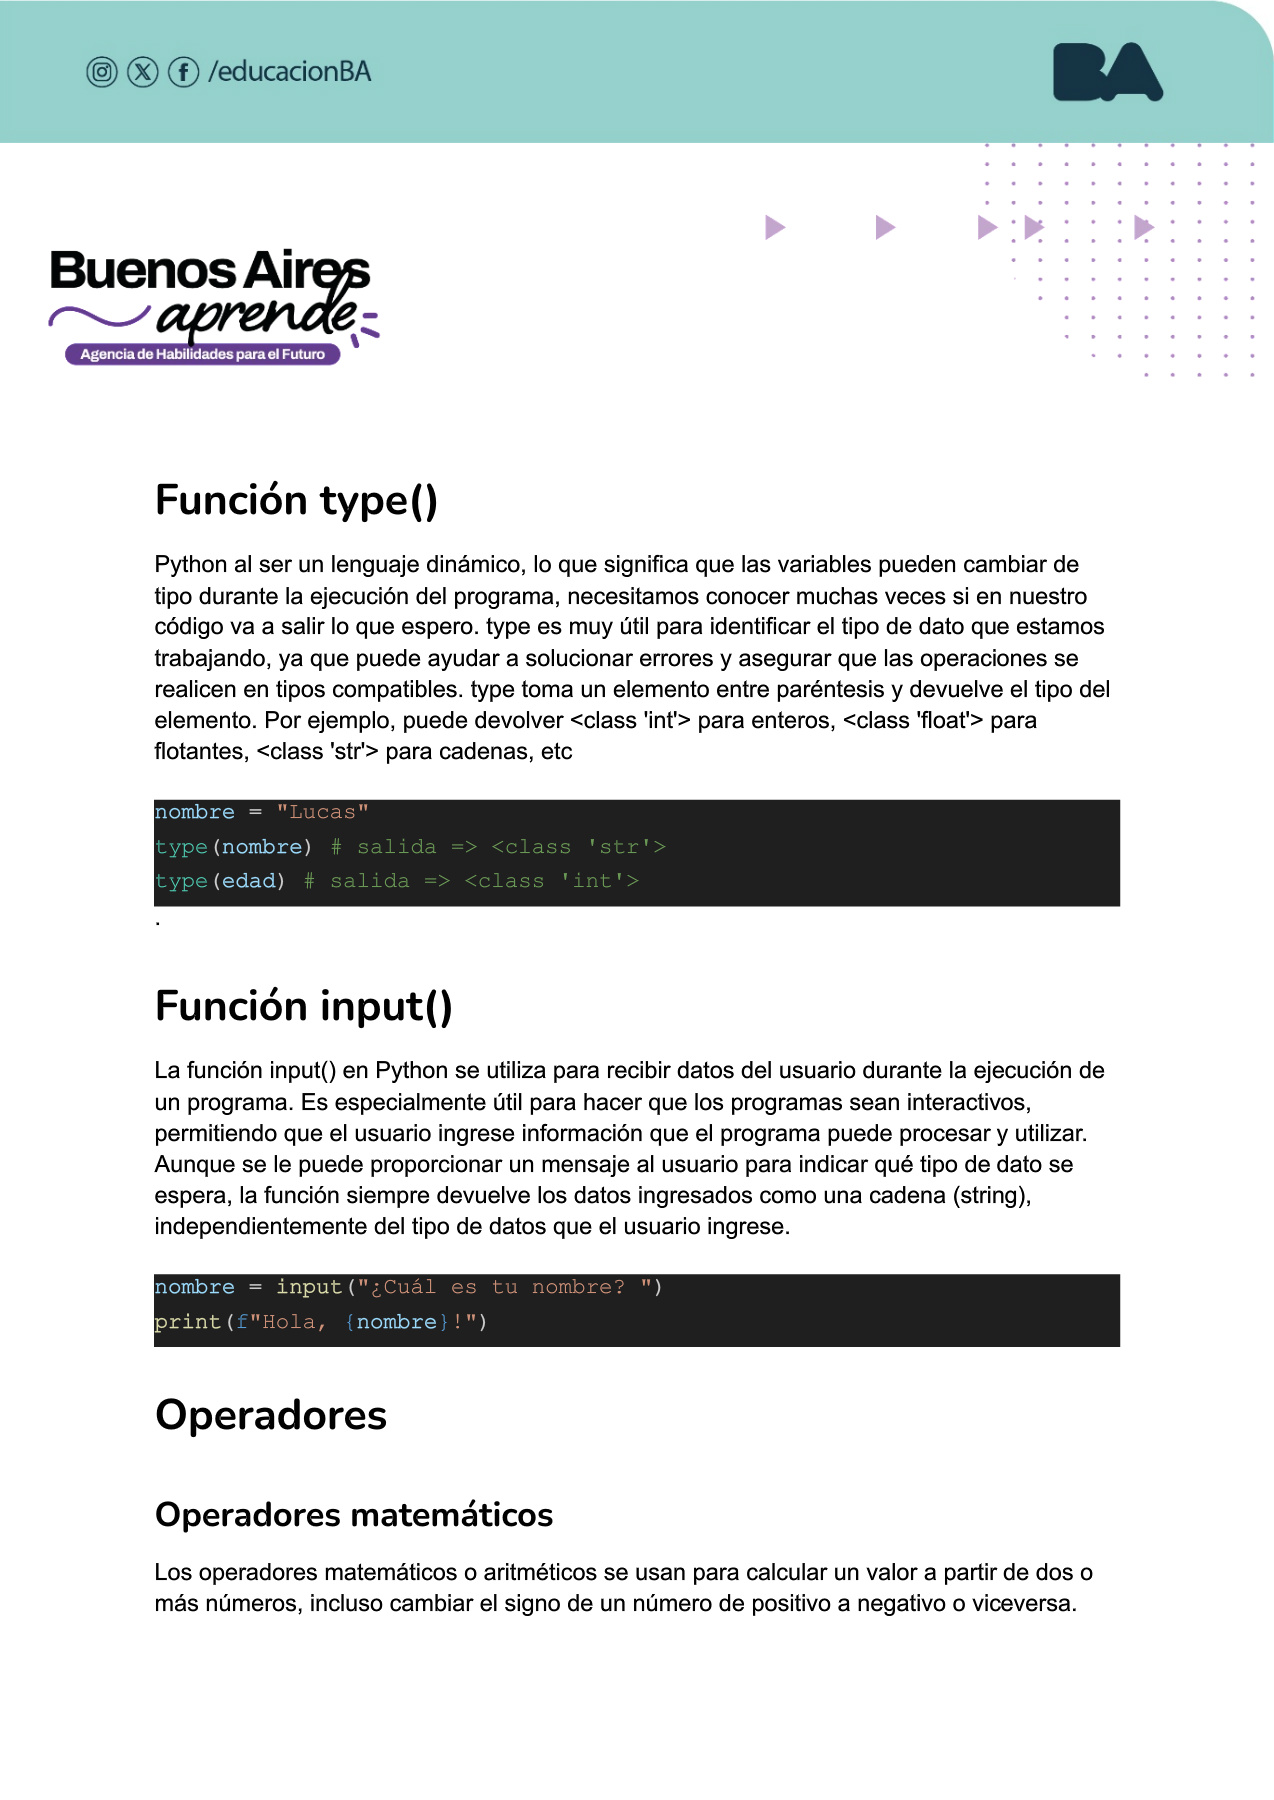 /educacionBA
BA
Buenos Aires
aprende
Agencia de Habilidades para el Futuro
Función type()
Python al ser un lenguaje dinámico, lo que significa que las variables pueden cambiar de
tipo durante la ejecución del programa, necesitamos conocer muchas veces si en nuestro
código va a salir lo que espero. type es muy útil para identificar el tipo de dato que estamos
trabajando, ya que puede ayudar a solucionar errores y asegurar que las operaciones se
realicen en tipos compatibles. type toma un elemento entre paréntesis y devuelve el tipo del
elemento. Por ejemplo, puede devolver <class 'int'> para enteros, <class 'float'> para
flotantes, <class 'str'> para cadenas, etc
nombre = "Lucas"
type(nombre) # salida => <class 'str'>
type(edad) # salida => <class 'int'>
.
Función input()
La función input() en Python se utiliza para recibir datos del usuario durante la ejecución de
un programa. Es especialmente útil para hacer que los programas sean interactivos,
permitiendo que el usuario ingrese información que el programa puede procesar y utilizar.
Aunque se le puede proporcionar un mensaje al usuario para indicar qué tipo de dato se
espera, la función siempre devuelve los datos ingresados como una cadena (string),
independientemente del tipo de datos que el usuario ingrese.
nombre = input("¿Cuál es tu nombre? ")
print(f"Hola, {nombre}!")
Operadores
Operadores matemáticos
Los operadores matemáticos o aritméticos se usan para calcular un valor a partir de dos o
más números, incluso cambiar el signo de un número de positivo a negativo o viceversa.